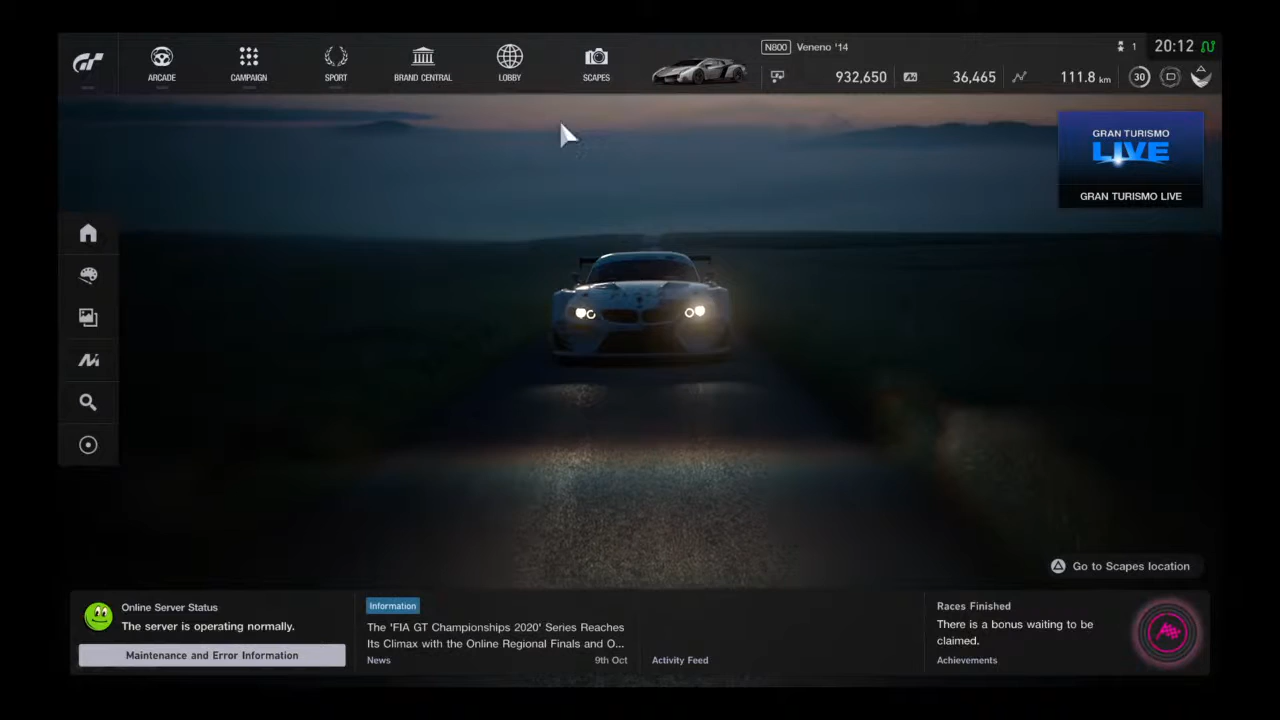 ARCADE
CAMPAIGN
SPORT
BRAND CENTRAL
LOBBY
SCAPES
N800 Veneno '14
932,650
36,465
111.8 km
30
1
20:12
GRAN TURISMO
LIVE
GRAN TURISMO LIVE
Go to Scapes location
Online Server Status
The server is operating normally.
Maintenance and Error Information
Information
The 'FIA GT Championships 2020' Series Reaches
Its Climax with the Online Regional Finals and O...
News 9th Oct
Activity Feed
Races Finished
There is a bonus waiting to be
claimed.
Achievements